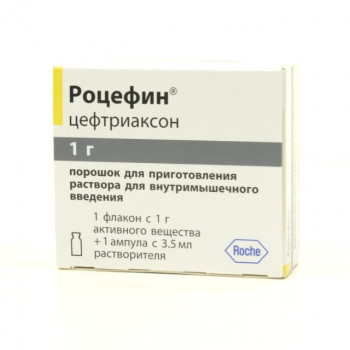 Роцефин®
цефтриаксон
1 г
порошок для приготовления
раствора для внутримышечного
введения
1 флакон с 1 г
активного вещества
+ 1 ампула с 3.5 мл
растворителя
Roche